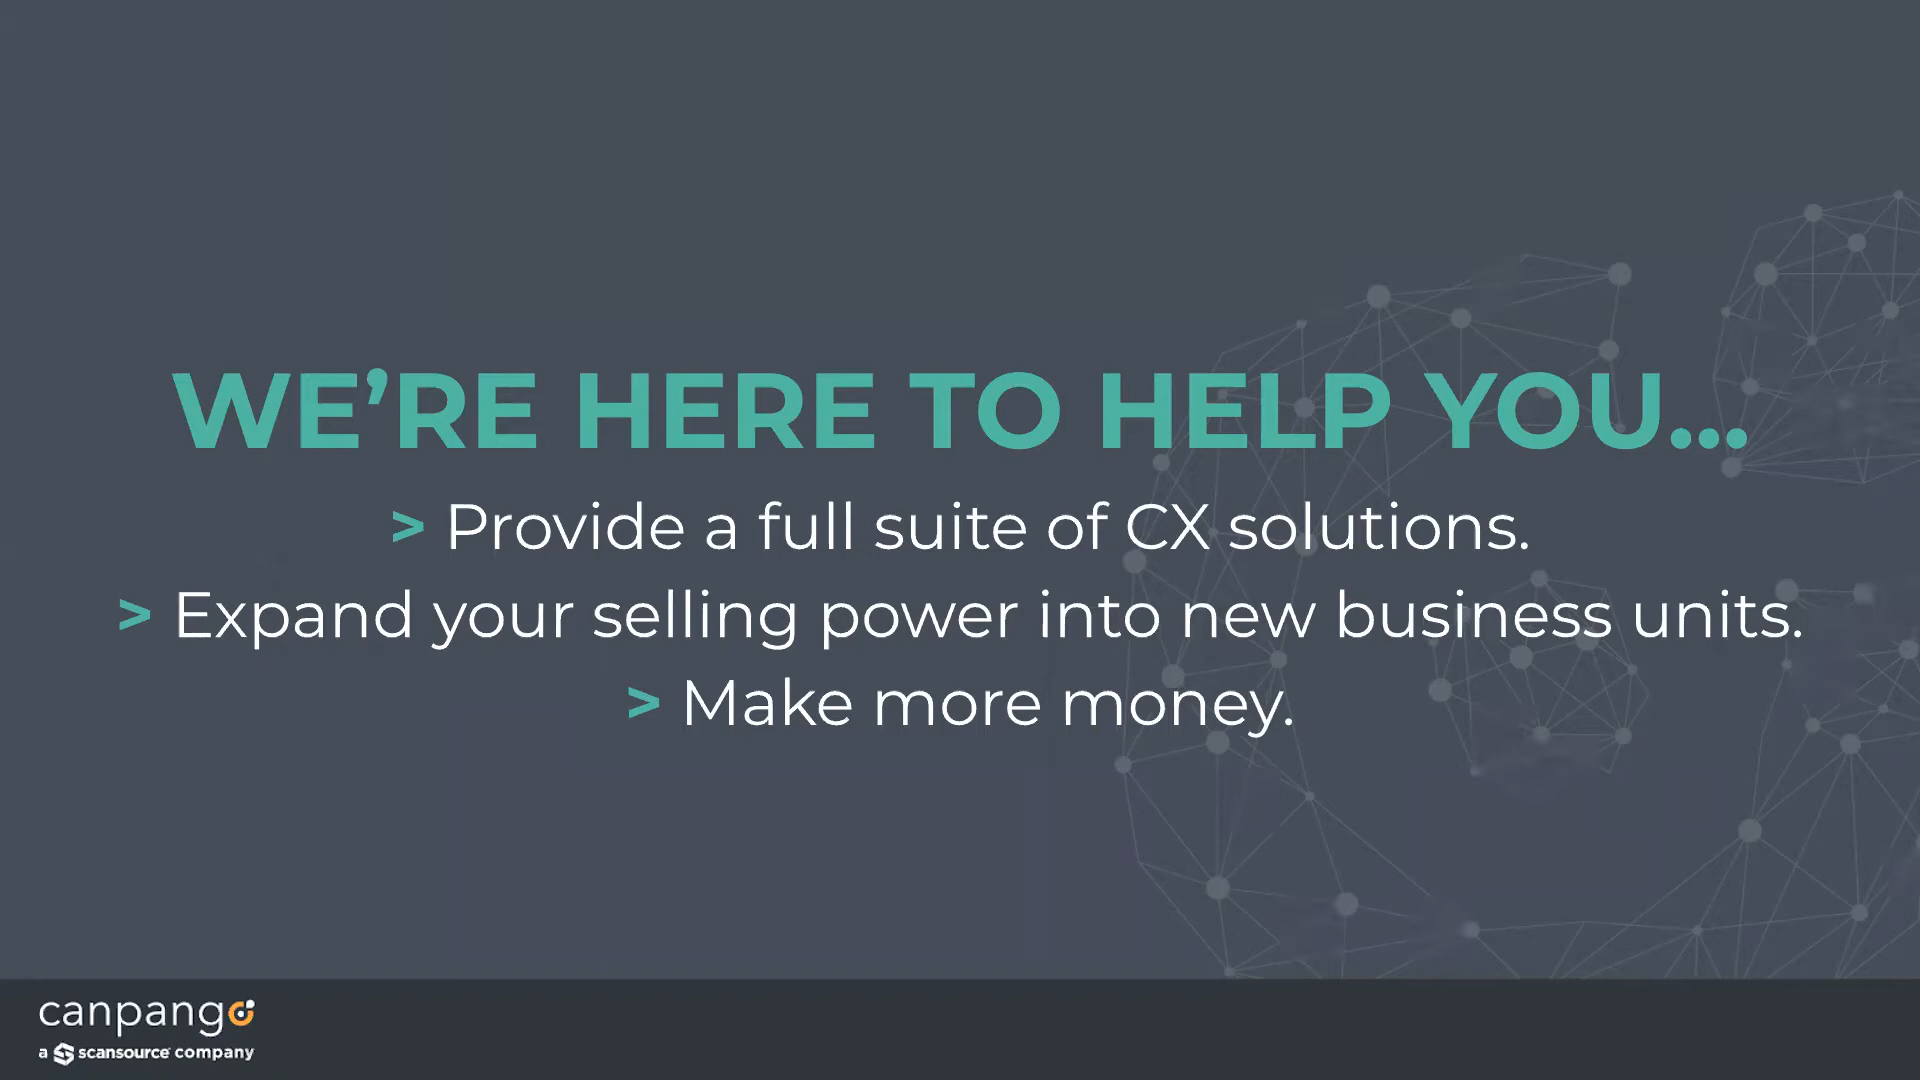 WE’RE HERE TO HELP YOU...
> Provide a full suite of CX solutions.
> Expand your selling power into new business units.
> Make more money.
canpango
a scansource company